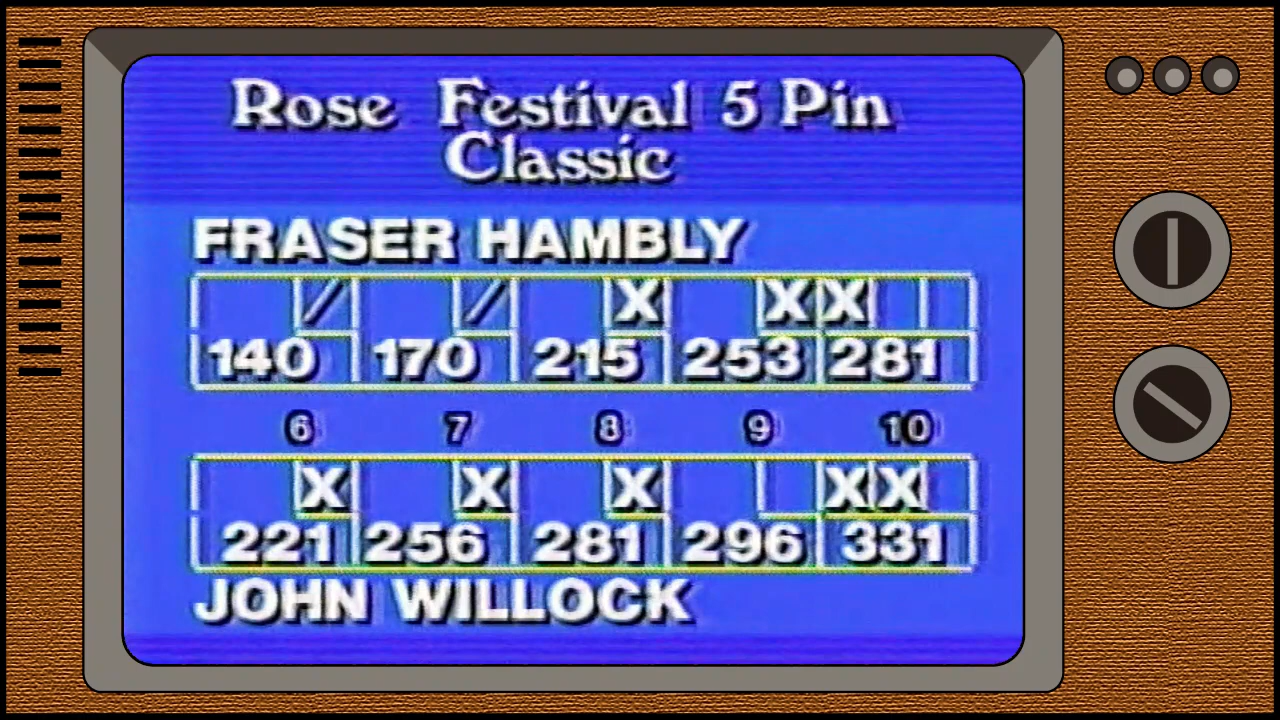 Rose Festival 5 Pin
Classic
FRASER HAMBLY
/ / X X X
140 170 215 253 281
6 7 8 9 10
X X X X X
221 256 281 296 331
JOHN WILLOCK